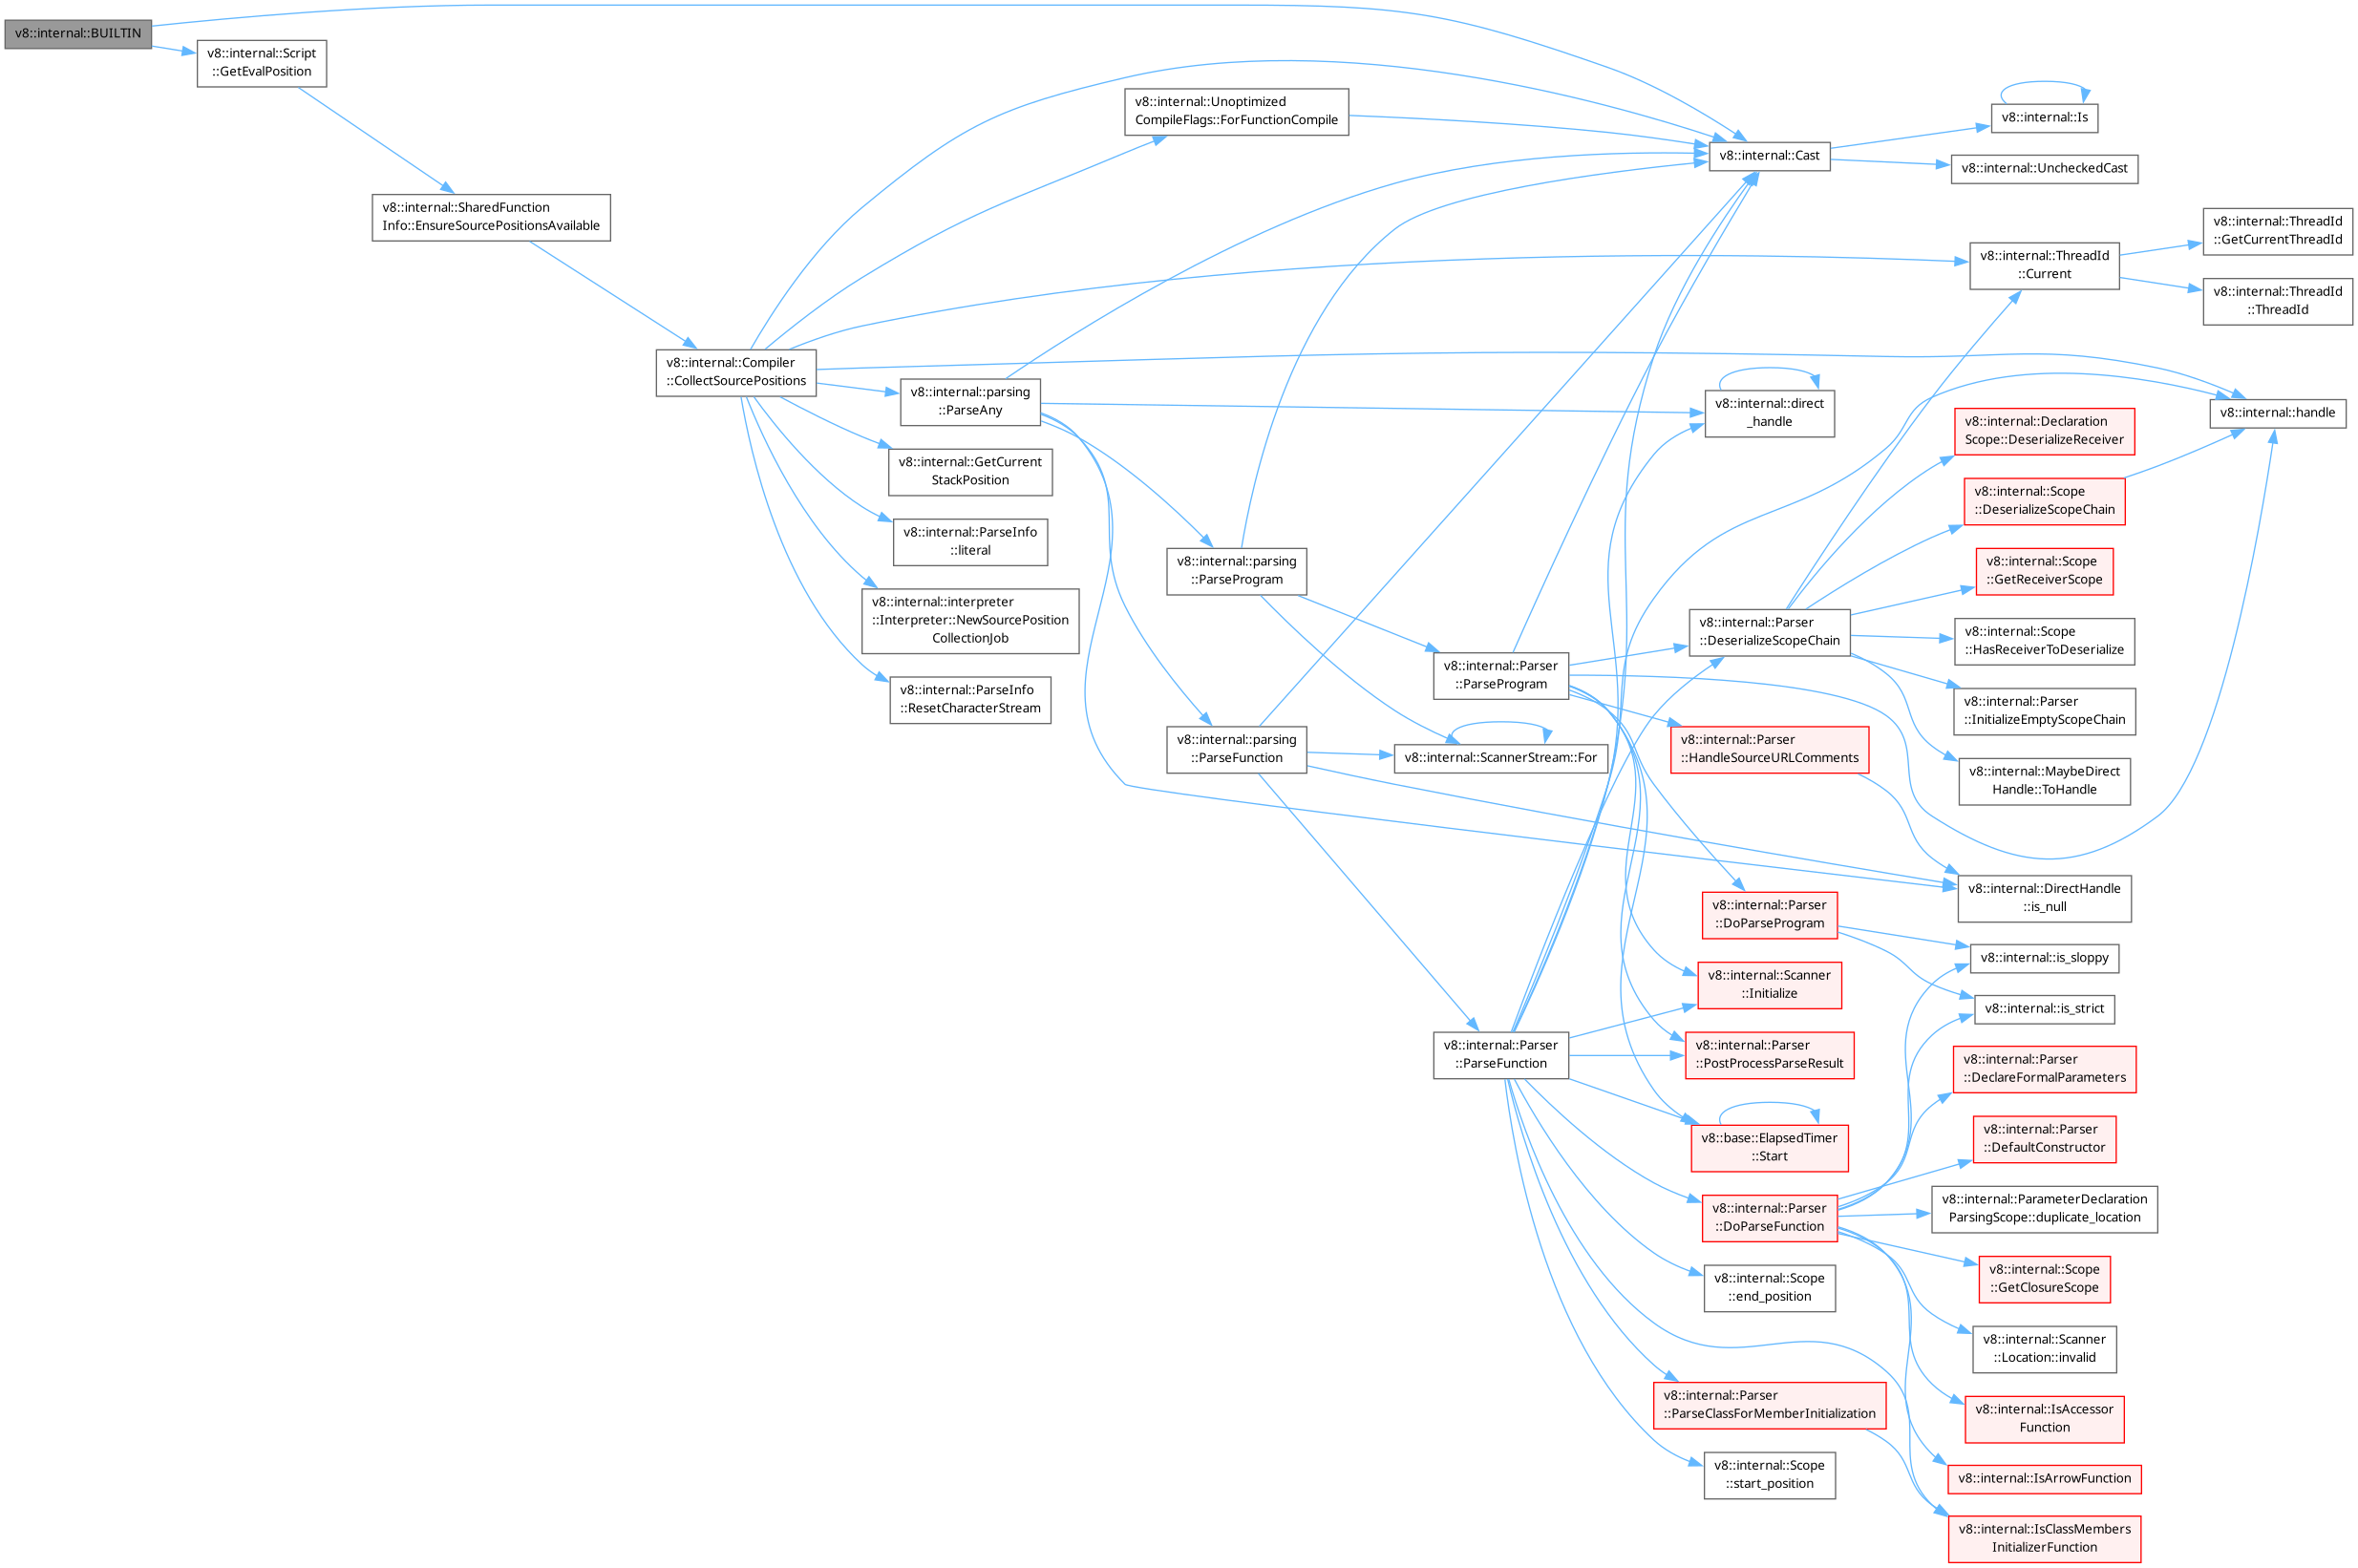 v8::internal::BUILTIN
v8::internal::Script
::GetEvalPosition
v8::internal::SharedFunction
Info::EnsureSourcePositionsAvailable
v8::internal::Compiler
::CollectSourcePositions
v8::internal::Unoptimized
CompileFlags::ForFunctionCompile
v8::internal::parsing
::ParseAny
v8::internal::GetCurrent
StackPosition
v8::internal::ParseInfo
::literal
v8::internal::interpreter
::Interpreter::NewSourcePosition
CollectionJob
v8::internal::ParseInfo
::ResetCharacterStream
v8::internal::parsing
::ParseProgram
v8::internal::parsing
::ParseFunction
v8::internal::Parser
::ParseProgram
v8::internal::Parser
::ParseFunction
v8::internal::Cast
v8::internal::direct
_handle
v8::internal::Parser
::DeserializeScopeChain
v8::internal::Parser
::HandleSourceURLComments
v8::internal::ScannerStream::For
v8::internal::Parser
::DoParseProgram
v8::internal::Scanner
::Initialize
v8::internal::Parser
::PostProcessParseResult
v8::base::ElapsedTimer
::Start
v8::internal::Parser
::DoParseFunction
v8::internal::Scope
::end_position
v8::internal::Parser
::ParseClassForMemberInitialization
v8::internal::Scope
::start_position
v8::internal::Is
v8::internal::UncheckedCast
v8::internal::ThreadId
::Current
v8::internal::Declaration
Scope::DeserializeReceiver
v8::internal::Scope
::DeserializeScopeChain
v8::internal::Scope
::GetReceiverScope
v8::internal::Scope
::HasReceiverToDeserialize
v8::internal::Parser
::InitializeEmptyScopeChain
v8::internal::MaybeDirect
Handle::ToHandle
v8::internal::DirectHandle
::is_null
v8::internal::is_sloppy
v8::internal::is_strict
v8::internal::Parser
::DeclareFormalParameters
v8::internal::Parser
::DefaultConstructor
v8::internal::ParameterDeclaration
ParsingScope::duplicate_location
v8::internal::Scope
::GetClosureScope
v8::internal::Scanner
::Location::invalid
v8::internal::IsAccessor
Function
v8::internal::IsArrowFunction
v8::internal::IsClassMembers
InitializerFunction
v8::internal::ThreadId
::GetCurrentThreadId
v8::internal::ThreadId
::ThreadId
v8::internal::handle